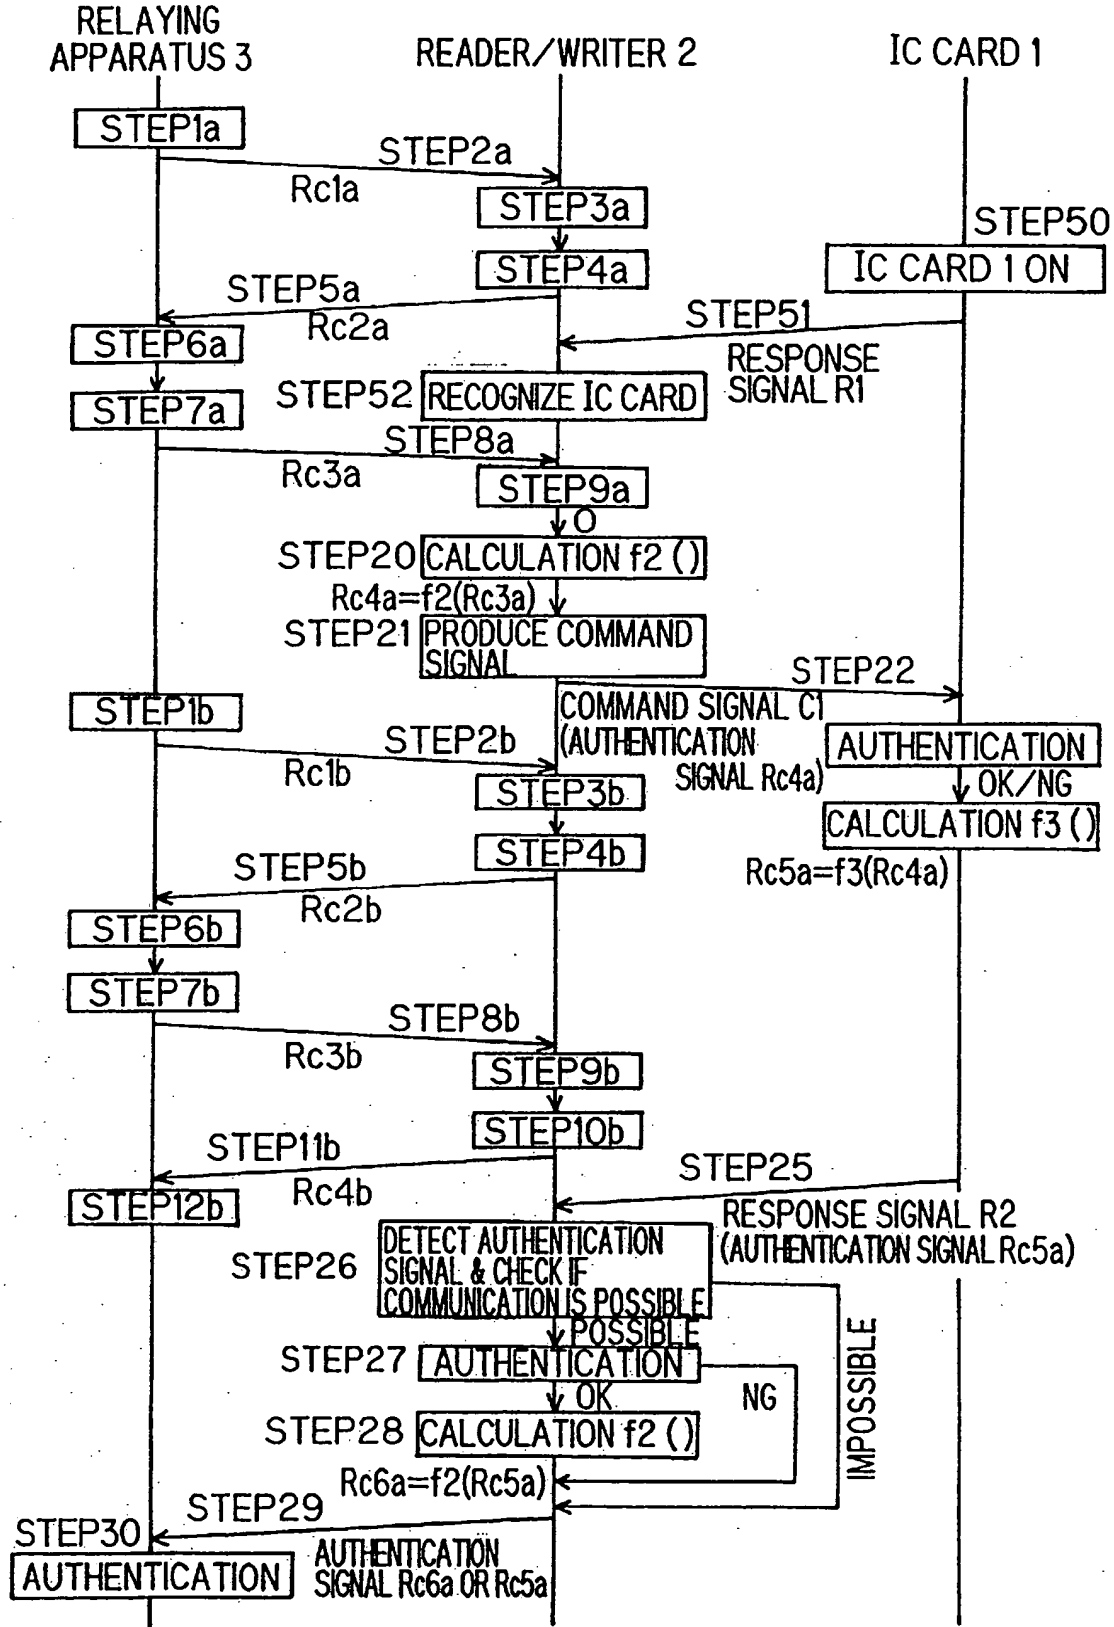 RELAYING
APPARATUS 3
READER/WRITER 2
IC CARD 1
STEP1a
STEP2a
Rc1a
STEP3a
STEP50
STEP4a
IC CARD 1 ON
STEP5a
Rc2a
STEP51
STEP6a
RESPONSE
SIGNAL R1
STEP52
RECOGNIZE IC CARD
STEP7a
STEP8a
Rc3a
STEP9a
O
STEP20
CALCULATION f2 ()
Rc4a=f2(Rc3a)
STEP21
PRODUCE COMMAND
SIGNAL
STEP22
STEP1b
COMMAND SIGNAL C1
(AUTHENTICATION
SIGNAL Rc4a)
STEP2b
Rc1b
AUTHENTICATION
STEP3b
OK/NG
CALCULATION f3 ()
STEP4b
Rc5a=f3(Rc4a)
STEP5b
Rc2b
STEP6b
STEP7b
STEP8b
Rc3b
STEP9b
STEP10b
STEP11b
Rc4b
STEP25
STEP12b
RESPONSE SIGNAL R2
(AUTHENTICATION SIGNAL Rc5a)
STEP26
DETECT AUTHENTICATION
SIGNAL & CHECK IF
COMMUNICATION IS POSSIBLE
POSSIBLE
IMPOSSIBLE
STEP27
AUTHENTICATION
OK
NG
STEP28
CALCULATION f2 ()
Rc6a=f2(Rc5a)
STEP29
STEP30
AUTHENTICATION
AUTHENTICATION
SIGNAL Rc6a OR Rc5a